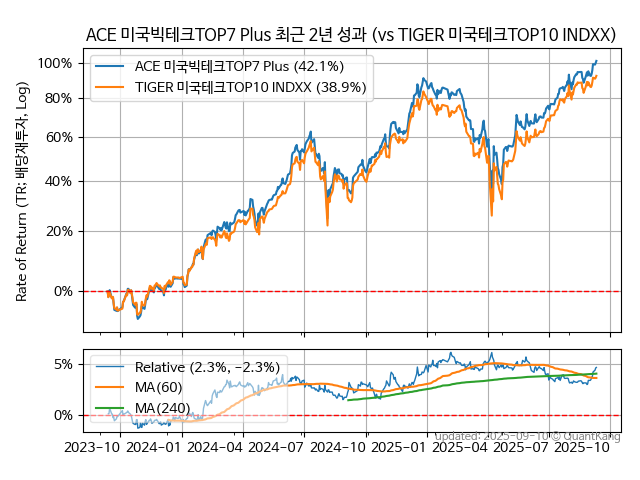 ACE 미국빅테크TOP7 Plus 최근 2년 성과 (vs TIGER 미국테크TOP10 INDXX)
Rate of Return (TR: 배당재투자, Log)
100%
80%
60%
40%
20%
0%
ACE 미국빅테크TOP7 Plus (42.1%)
TIGER 미국테크TOP10 INDXX (38.9%)
5%
0%
Relative (2.3%, −2.3%)
MA(60)
MA(240)
updated: 2025-09-10 © QuantKang
2023-10 2024-01 2024-04 2024-07 2024-10 2025-01 2025-04 2025-07 2025-10